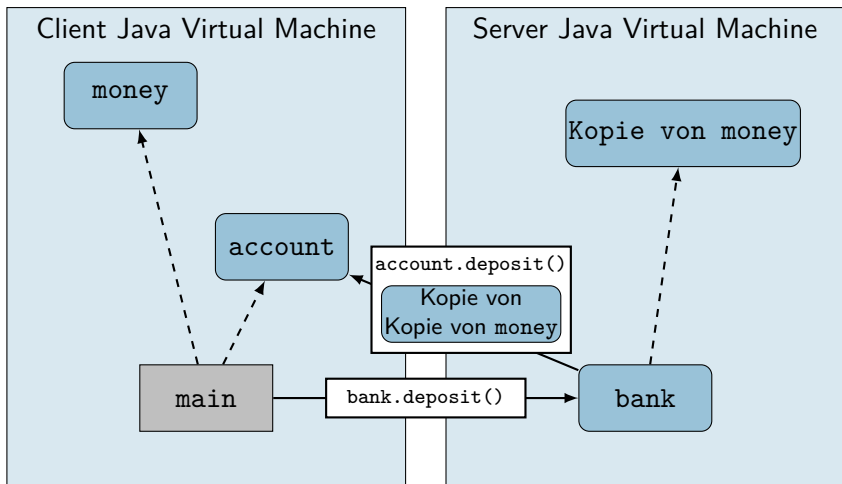 Client Java Virtual Machine
Server Java Virtual Machine
money
Kopie von money
account
account.deposit()
Kopie von
Kopie von money
main
bank.deposit()
bank